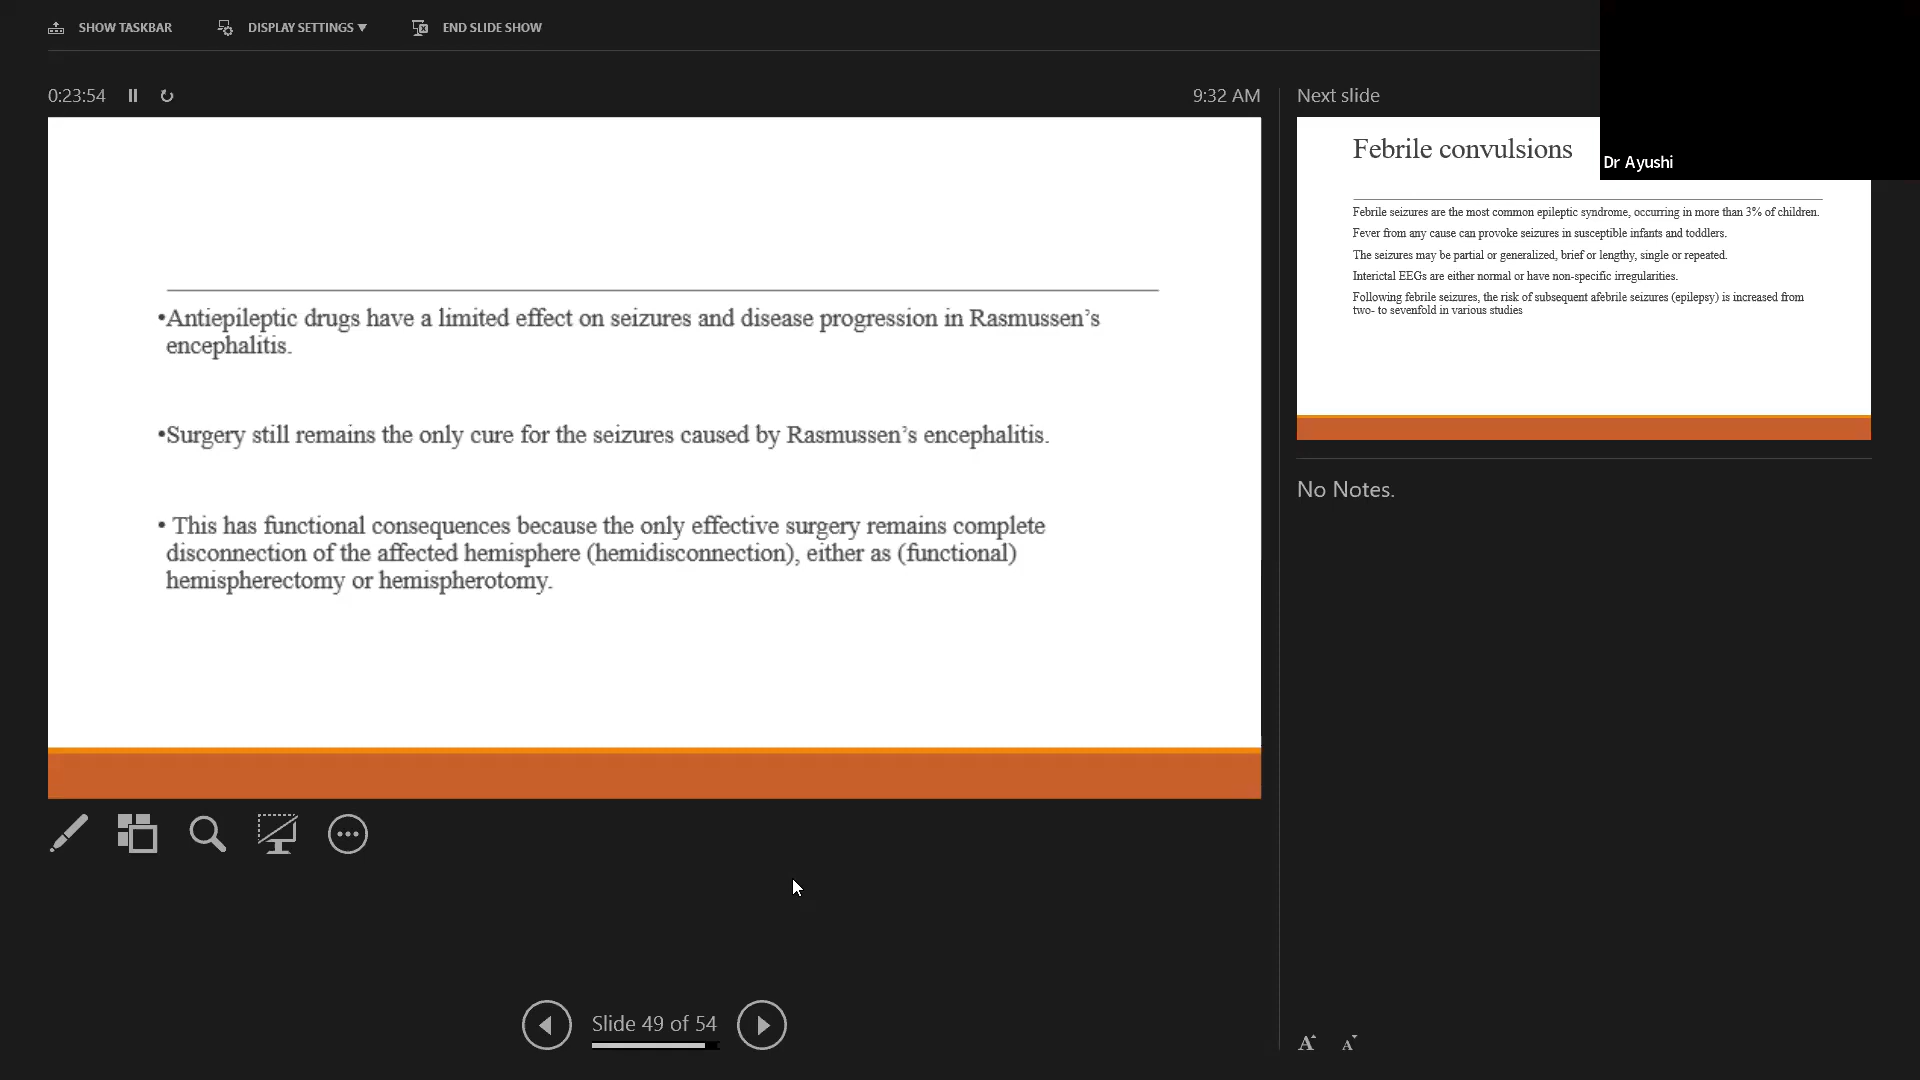 SHOW TASKBAR
DISPLAY SETTINGS
END SLIDE SHOW
0:23:54
9:32 AM
•Antiepileptic drugs have a limited effect on seizures and disease progression in Rasmussen’s
encephalitis.
•Surgery still remains the only cure for the seizures caused by Rasmussen’s encephalitis.
• This has functional consequences because the only effective surgery remains complete
disconnection of the affected hemisphere (hemidisconnection), either as (functional)
hemispherectomy or hemispherotomy.
Slide 49 of 54
Next slide
Dr Ayushi
Febrile convulsions
Febrile seizures are the most common epileptic syndrome, occurring in more than 3% of children.
Fever from any cause can provoke seizures in susceptible infants and toddlers.
The seizures may be partial or generalized, brief or lengthy, single or repeated.
Interictal EEGs are either normal or have non-specific irregularities.
Following febrile seizures, the risk of subsequent afebrile seizures (epilepsy) is increased from
two- to sevenfold in various studies
No Notes.
A A